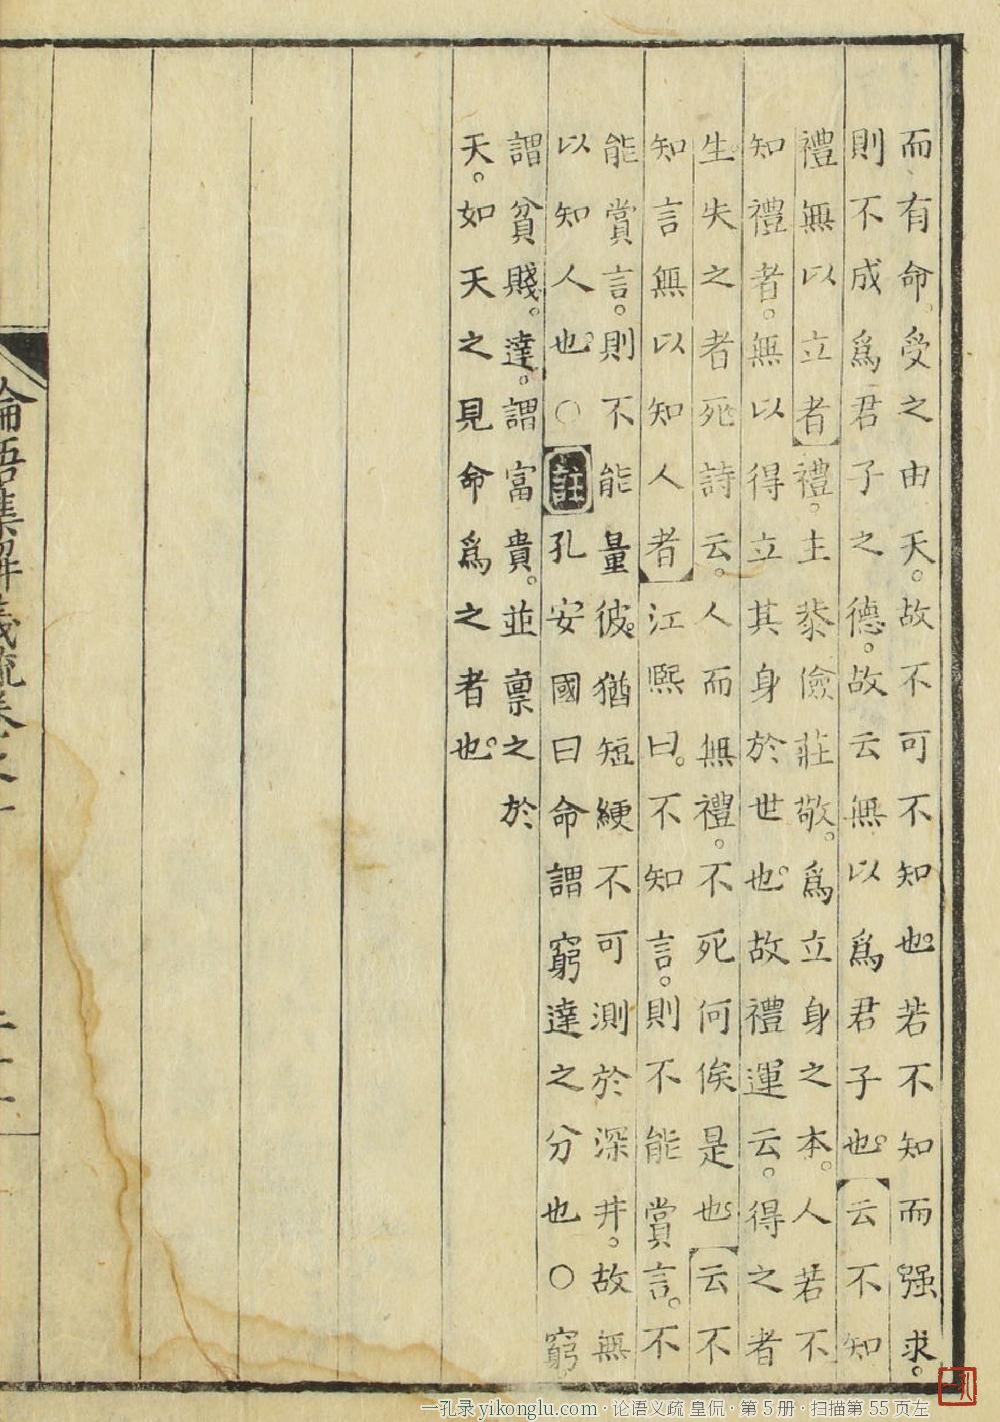 而有命。受之由天。故不可不知也。若不知而强求。
則不成爲君子之德。故云無以爲君子也。【云不知
禮無以立者】禮。主恭儉莊敬。爲立身之本。人若不
知禮者。無以得立其身於世也。故禮運云。得之者
生。失之者死。詩云。人而無禮。不死何俟是也。【云不
知言無以知人者】江熙曰。不知言。則不能賞言。不
能賞言。則不能量彼。猶短綆不可測於深井。故無
以知人也。○註孔安國曰命謂窮達之分也○窮。
謂貧賤。達。謂富貴。並稟之於
天。如天之見命爲之者也。
論語集解義疏卷之十
一孔录 yikonglu.com · 论语义疏 皇侃 · 第 5 册 · 扫描第 55 页左